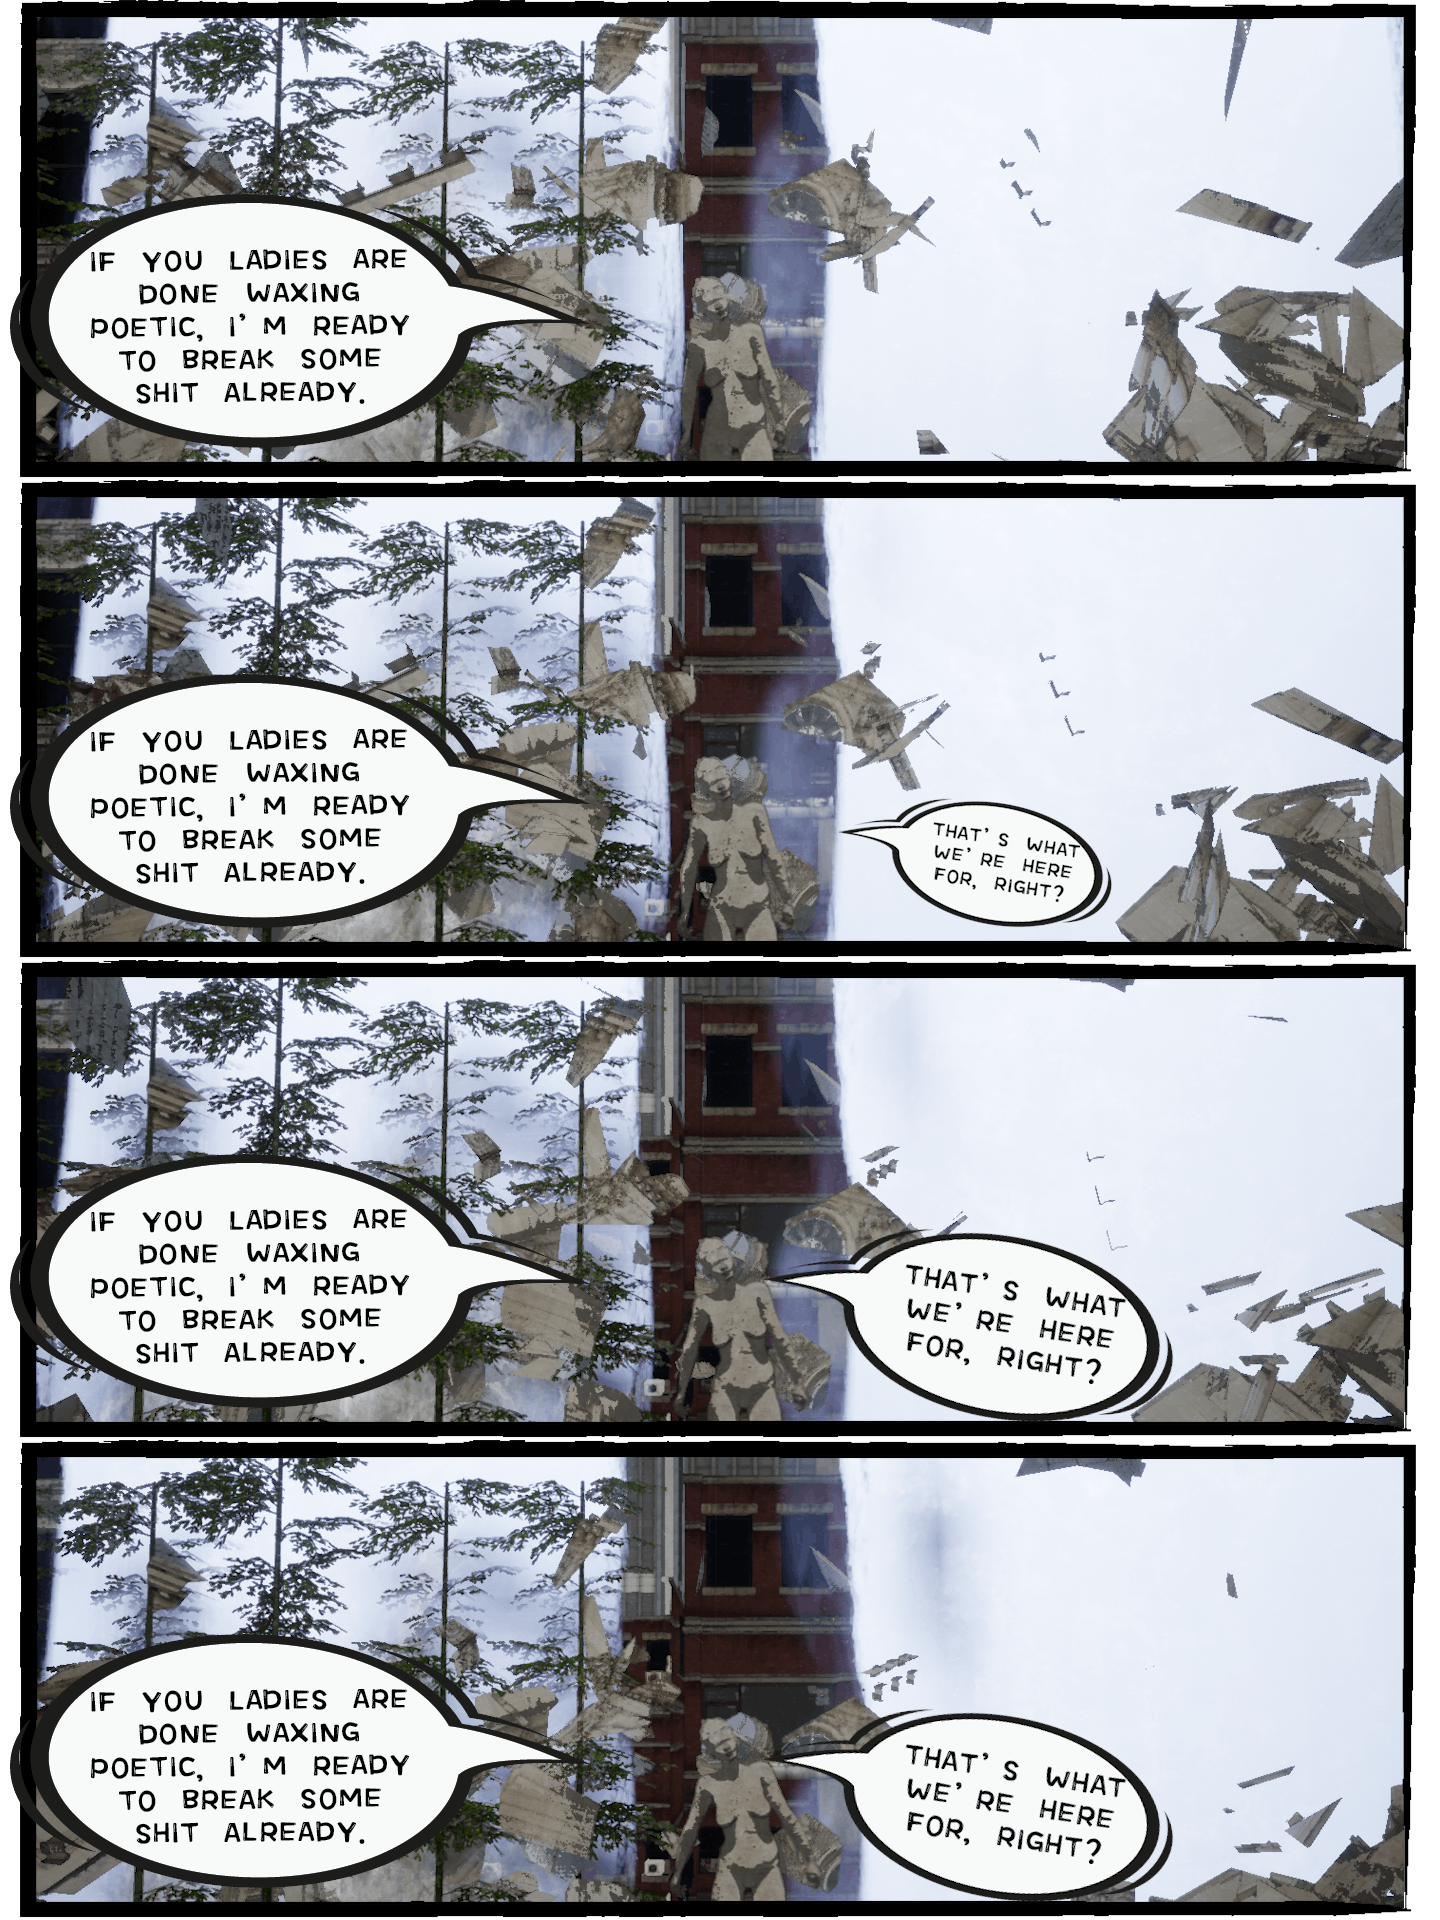 IF YOU LADIES ARE
DONE WAXING
POETIC, I'M READY
TO BREAK SOME
SHIT ALREADY.
IF YOU LADIES ARE
DONE WAXING
POETIC, I'M READY
TO BREAK SOME
SHIT ALREADY.
THAT'S WHAT
WE'RE HERE
FOR, RIGHT?
IF YOU LADIES ARE
DONE WAXING
POETIC, I'M READY
TO BREAK SOME
SHIT ALREADY.
THAT'S WHAT
WE'RE HERE
FOR, RIGHT?
IF YOU LADIES ARE
DONE WAXING
POETIC, I'M READY
TO BREAK SOME
SHIT ALREADY.
THAT'S WHAT
WE'RE HERE
FOR, RIGHT?